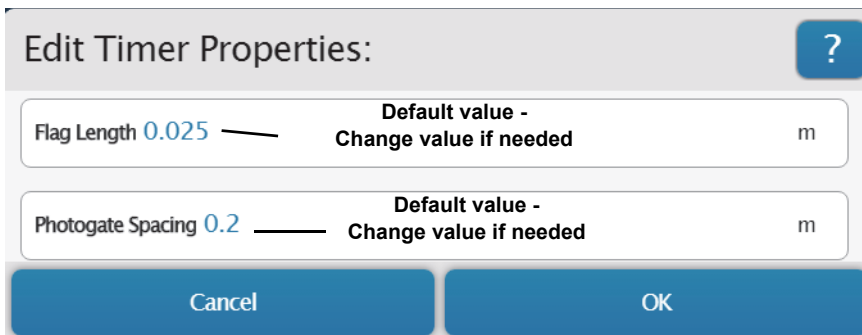 Edit Timer Properties:
?
Flag Length 0.025
Default value -
Change value if needed
m
Photogate Spacing 0.2
Default value -
Change value if needed
m
Cancel
OK